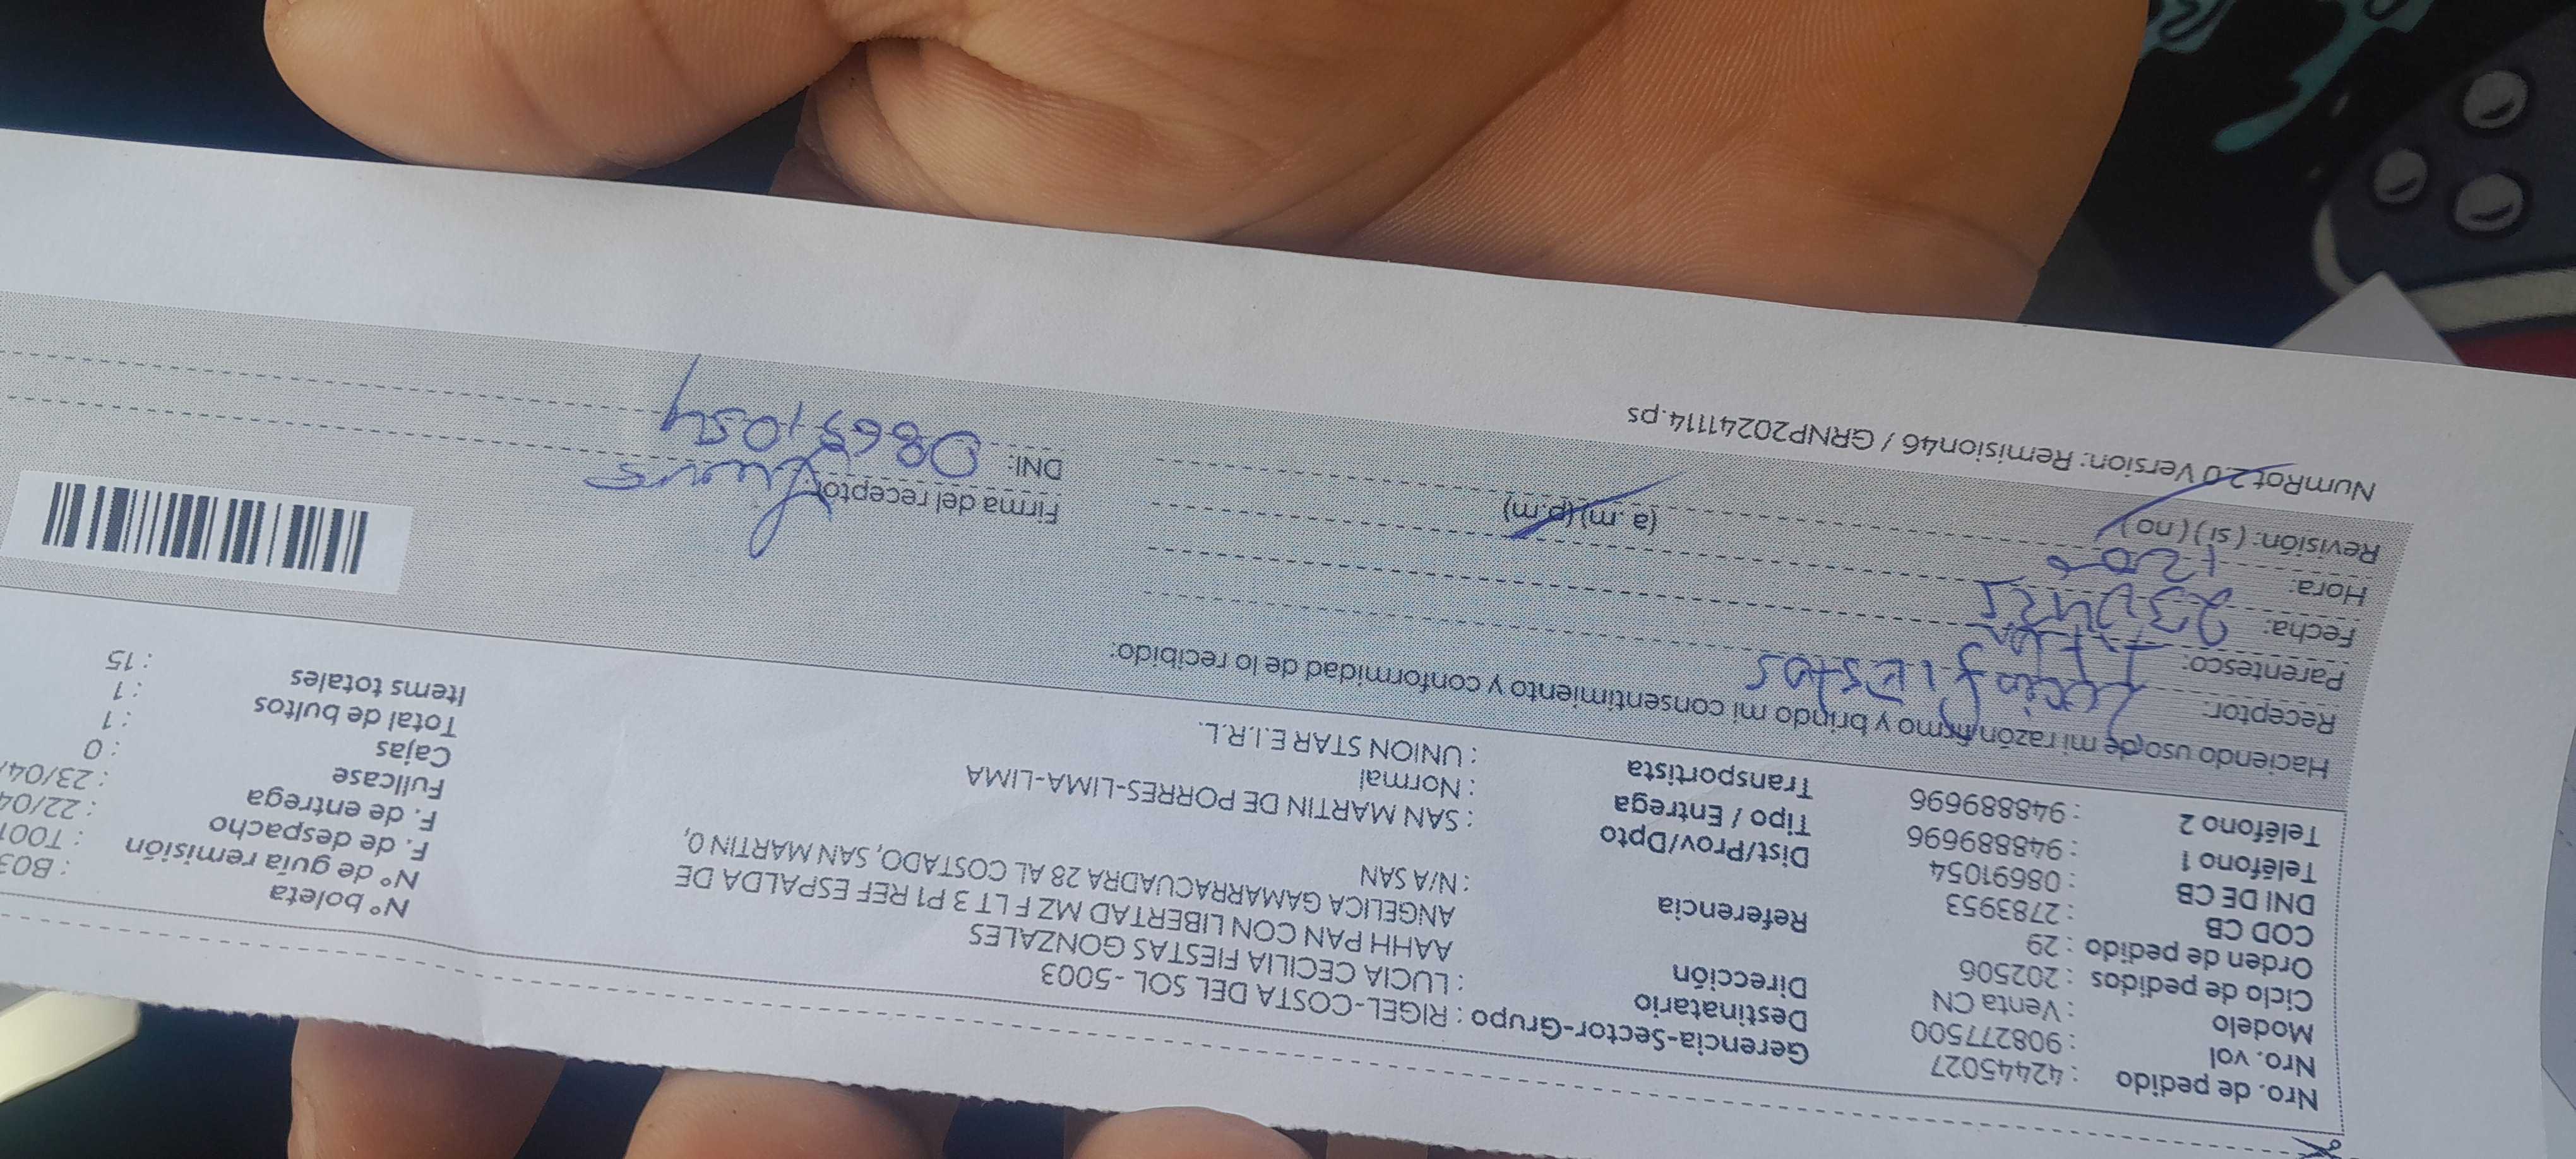 Nro. de pedido : 42445027
Nro. vol : 908277500
Modelo : Venta CN
Ciclo de pedidos : 202506
Orden de pedido : 29
COD CB : 2783953
DNI DE CB : 08691054
Teléfono 1 : 948889696
Teléfono 2 : 948889696
Gerencia-Sector-Grupo : RIGEL-COSTA DEL SOL -5003
Destinatario : LUCIA CECILIA FIESTAS GONZALES
Dirección AAHH PAN CON LIBERTAD MZ F LT 3 P1 REF ESPALDA DE
ANGELICA GAMARRACUADRA 28 AL COSTADO, SAN MARTIN 0,
Referencia : N/A SAN
Dist/Prov/Dpto : SAN MARTIN DE PORRES-LIMA-LIMA
Tipo / Entrega : Normal
Transportista : UNION STAR E.I.R.L.
N° boleta : B03
N° de guía remisión : T001
F. de despacho : 22/04
F. de entrega : 23/04/
Fullcase : 0
Cajas : 1
Total de bultos : 1
Items totales : 15
Haciendo uso de mi razón firmo y brindo mi consentimiento y conformidad de lo recibido:
Receptor: Lucia
Parentesco:
Fecha: 23
Hora: (a.m) (p.m)
Revisión: ( si ) ( no )
Firma del receptor:
DNI: 08691054
NumRot 2.0 Version: Remision46 / GRNP20241114.ps